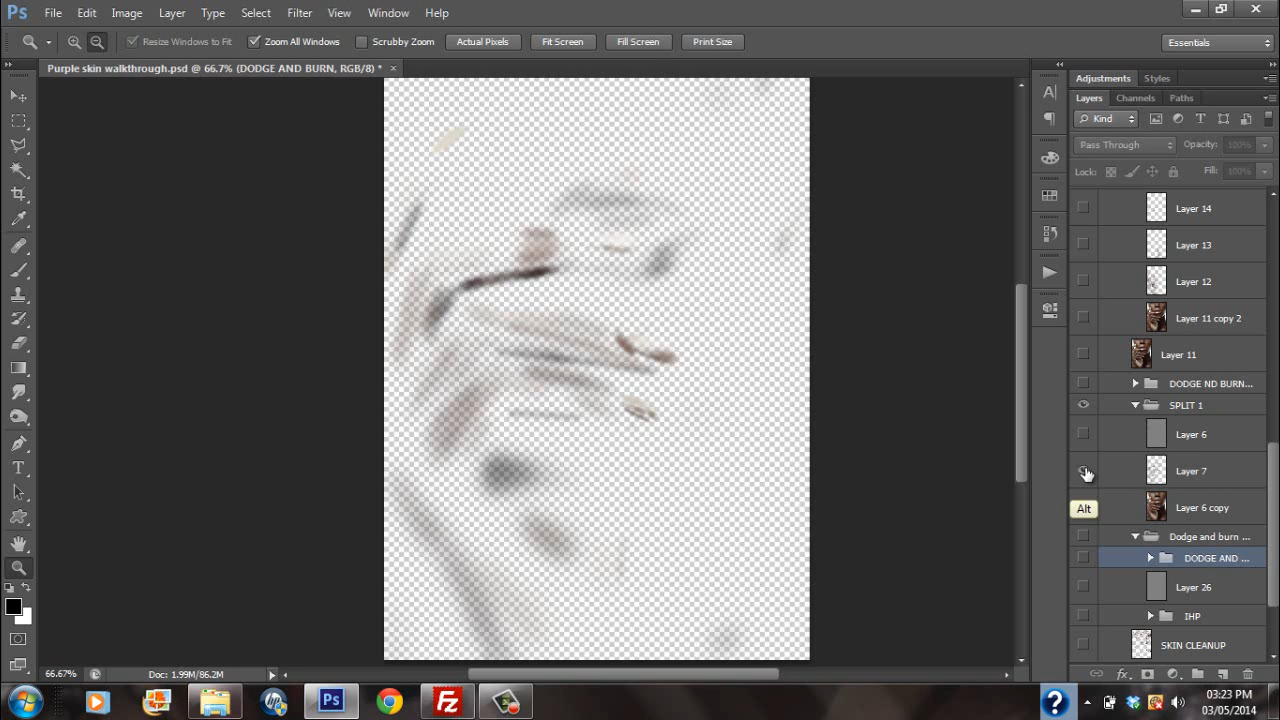 Ps File Edit Image Layer Type Select Filter View Window Help
Resize Windows to Fit Zoom All Windows Scrubby Zoom Actual Pixels Fit Screen Fill Screen Print Size Essentials
Purple skin walkthrough.psd @ 66.7% (DODGE AND BURN, RGB/8) * ×
Adjustments Styles
Layers Channels Paths
Kind
Pass Through Opacity: 100%
Lock: Fill: 100%
Layer 14
Layer 13
Layer 12
Layer 11 copy 2
Layer 11
DODGE ND BURN...
SPLIT 1
Layer 6
Layer 7
Alt
Layer 6 copy
Dodge and burn ...
DODGE AND ...
Layer 26
IHP
SKIN CLEANUP
66.67% Doc: 1.99M/86.2M
03:23 PM
03/05/2014